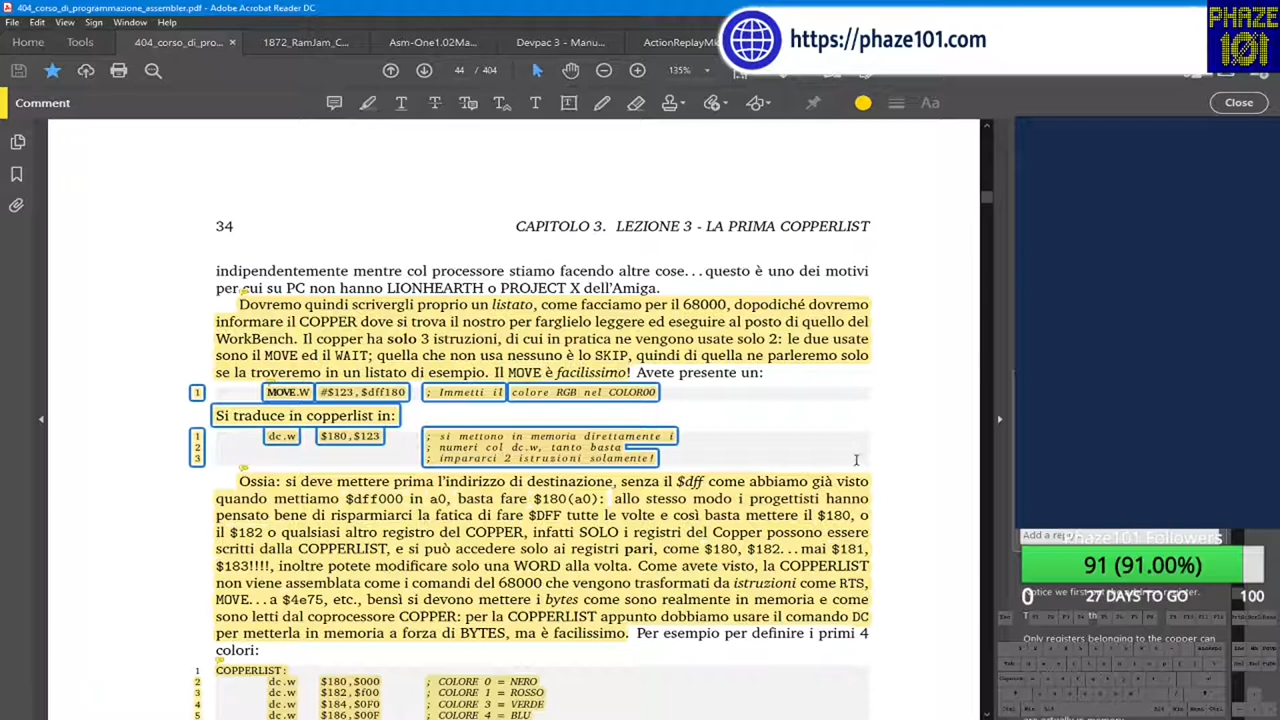 404_corso_di_programmazione_assembler.pdf - Adobe Acrobat Reader DC
File Edit View Sign Window Help
Home Tools 404_corso_di_pro... × 1872_RamJam_C... Asm-One1.02Ma... Devpac 3 - Manu... ActionReplayMk
https://phaze101.com
PHAZE
101
44 / 404 135%
Comment
Close
34 CAPITOLO 3. LEZIONE 3 - LA PRIMA COPPERLIST
indipendentemente mentre col processore stiamo facendo altre cose...questo è uno dei motivi
per cui su PC non hanno LIONHEARTH o PROJECT X dell'Amiga.
Dovremo quindi scrivergli proprio un listato, come facciamo per il 68000, dopodiché dovremo
informare il COPPER dove si trova il nostro per farglielo leggere ed eseguire al posto di quello del
WorkBench. Il copper ha solo 3 istruzioni, di cui in pratica ne vengono usate solo 2: le due usate
sono il MOVE ed il WAIT; quella che non usa nessuno è lo SKIP, quindi di quella ne parleremo solo
se la troveremo in un listato di esempio. Il MOVE è facilissimo! Avete presente un:
1 MOVE.W #$123,$dff180 ; Immetti il colore RGB nel COLOR00
Si traduce in copperlist in:
1 dc.w $180,$123 ; si mettono in memoria direttamente i
2 ; numeri col dc.w, tanto basta
3 ; impararci 2 istruzioni solamente!
Ossia: si deve mettere prima l'indirizzo di destinazione, senza il $dff come abbiamo già visto
quando mettiamo $dff000 in a0, basta fare $180(a0): allo stesso modo i progettisti hanno
pensato bene di risparmiarci la fatica di fare $DFF tutte le volte e così basta mettere il $180, o
il $182 o qualsiasi altro registro del COPPER, infatti SOLO i registri del Copper possono essere
scritti dalla COPPERLIST, e si può accedere solo ai registri pari, come $180, $182...mai $181,
$183!!!!, inoltre potete modificare solo una WORD alla volta. Come avete visto, la COPPERLIST
non viene assemblata come i comandi del 68000 che vengono trasformati da istruzioni come RTS,
MOVE...a $4e75, etc., bensì si devono mettere i bytes come sono realmente in memoria e come
sono letti dal coprocessore COPPER: per la COPPERLIST appunto dobbiamo usare il comando DC
per metterla in memoria a forza di BYTES, ma è facilissimo. Per esempio per definire i primi 4
colori:
1 COPPERLIST:
2 dc.w $180,$000 ; COLORE 0 = NERO
3 dc.w $182,$f00 ; COLORE 1 = ROSSO
4 dc.w $184,$0F0 ; COLORE 3 = VERDE
5 dc.w $186,$00F ; COLORE 4 = BLU
Add a rep
Phaze101 Followers
91 (91.00%)
0 27 DAYS TO GO 100
Only registers belonging to the copper can